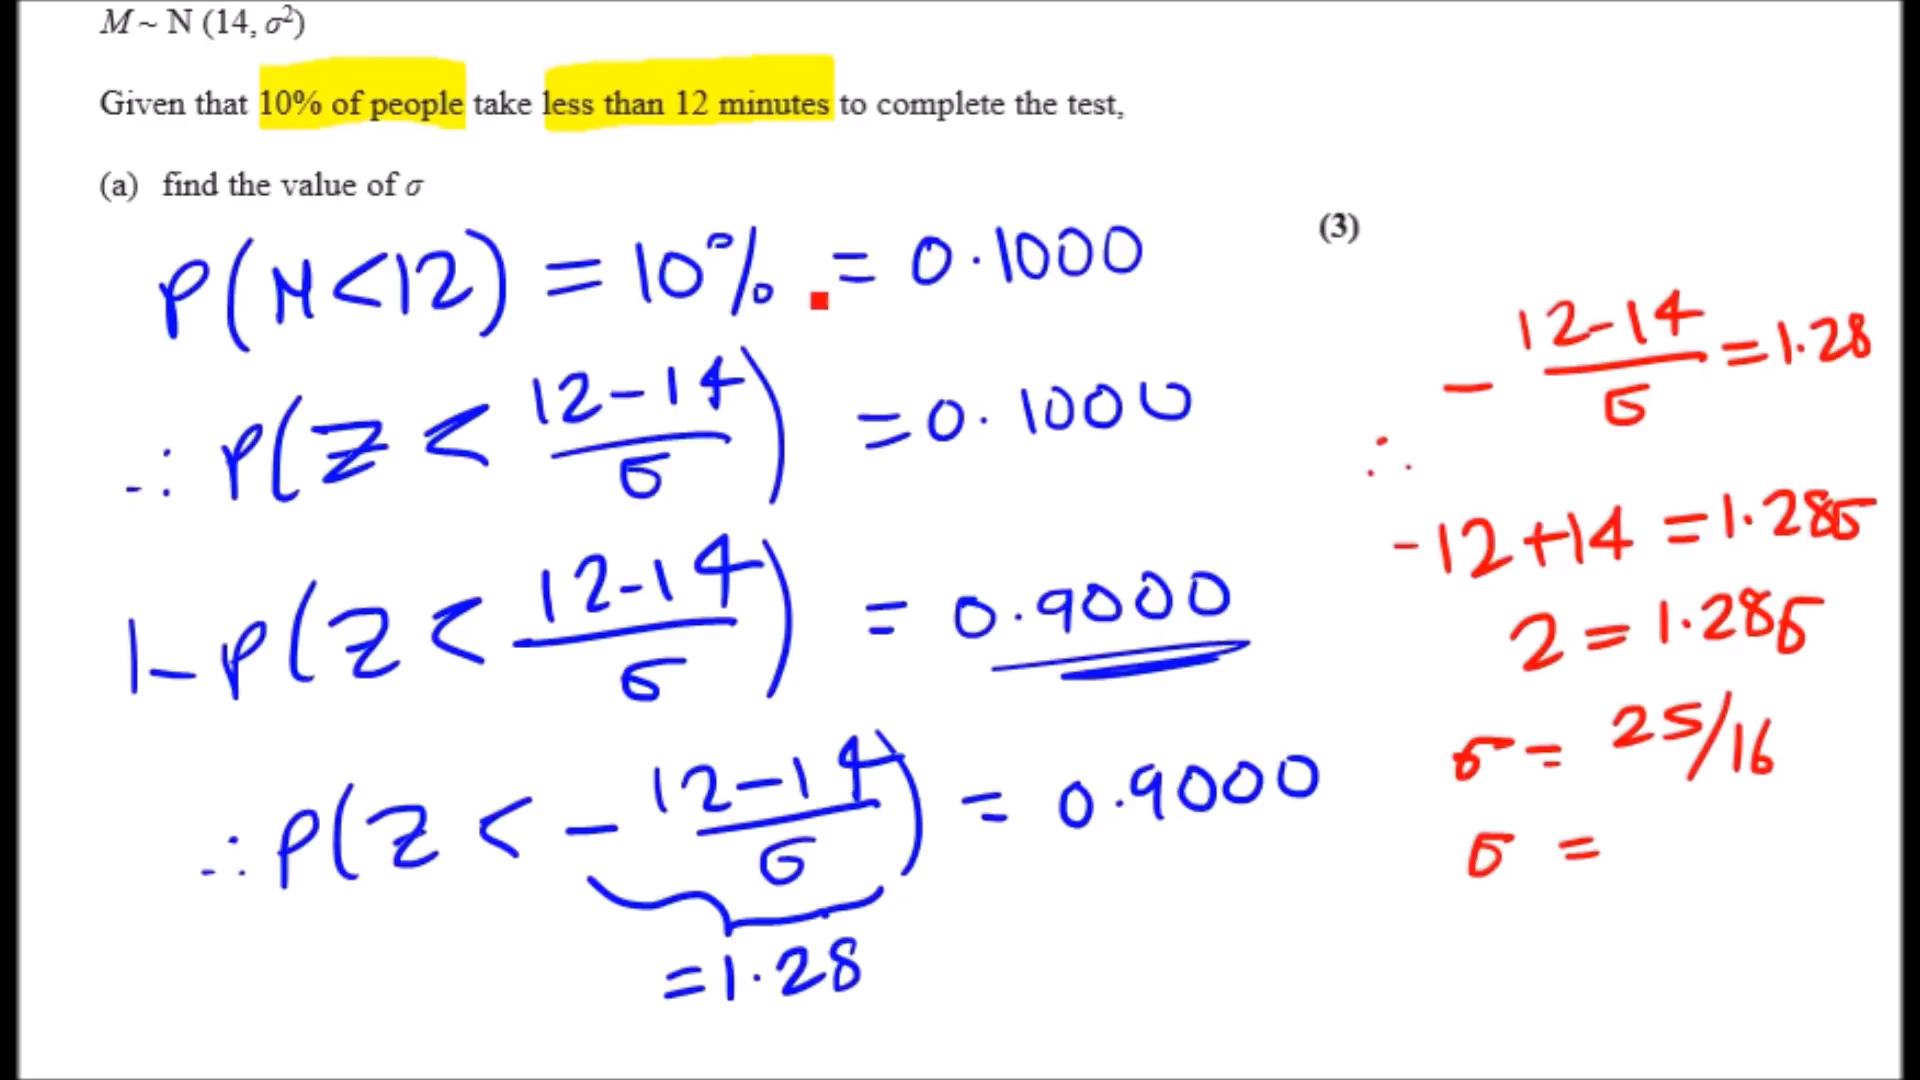 M ~ N (14, σ²)
Given that 10% of people take less than 12 minutes to complete the test,
(a) find the value of σ
(3)
P(M<12) = 10% = 0.1000
∴ P(Z < (12-14)/σ) = 0.1000
1-P(Z < (12-14)/σ) = 0.9000
∴ P(Z < -(12-14)/σ) = 0.9000
=1.28
-(12-14)/σ = 1.28
∴
-12+14 = 1.28σ
2 = 1.28σ
σ = 25/16
σ =